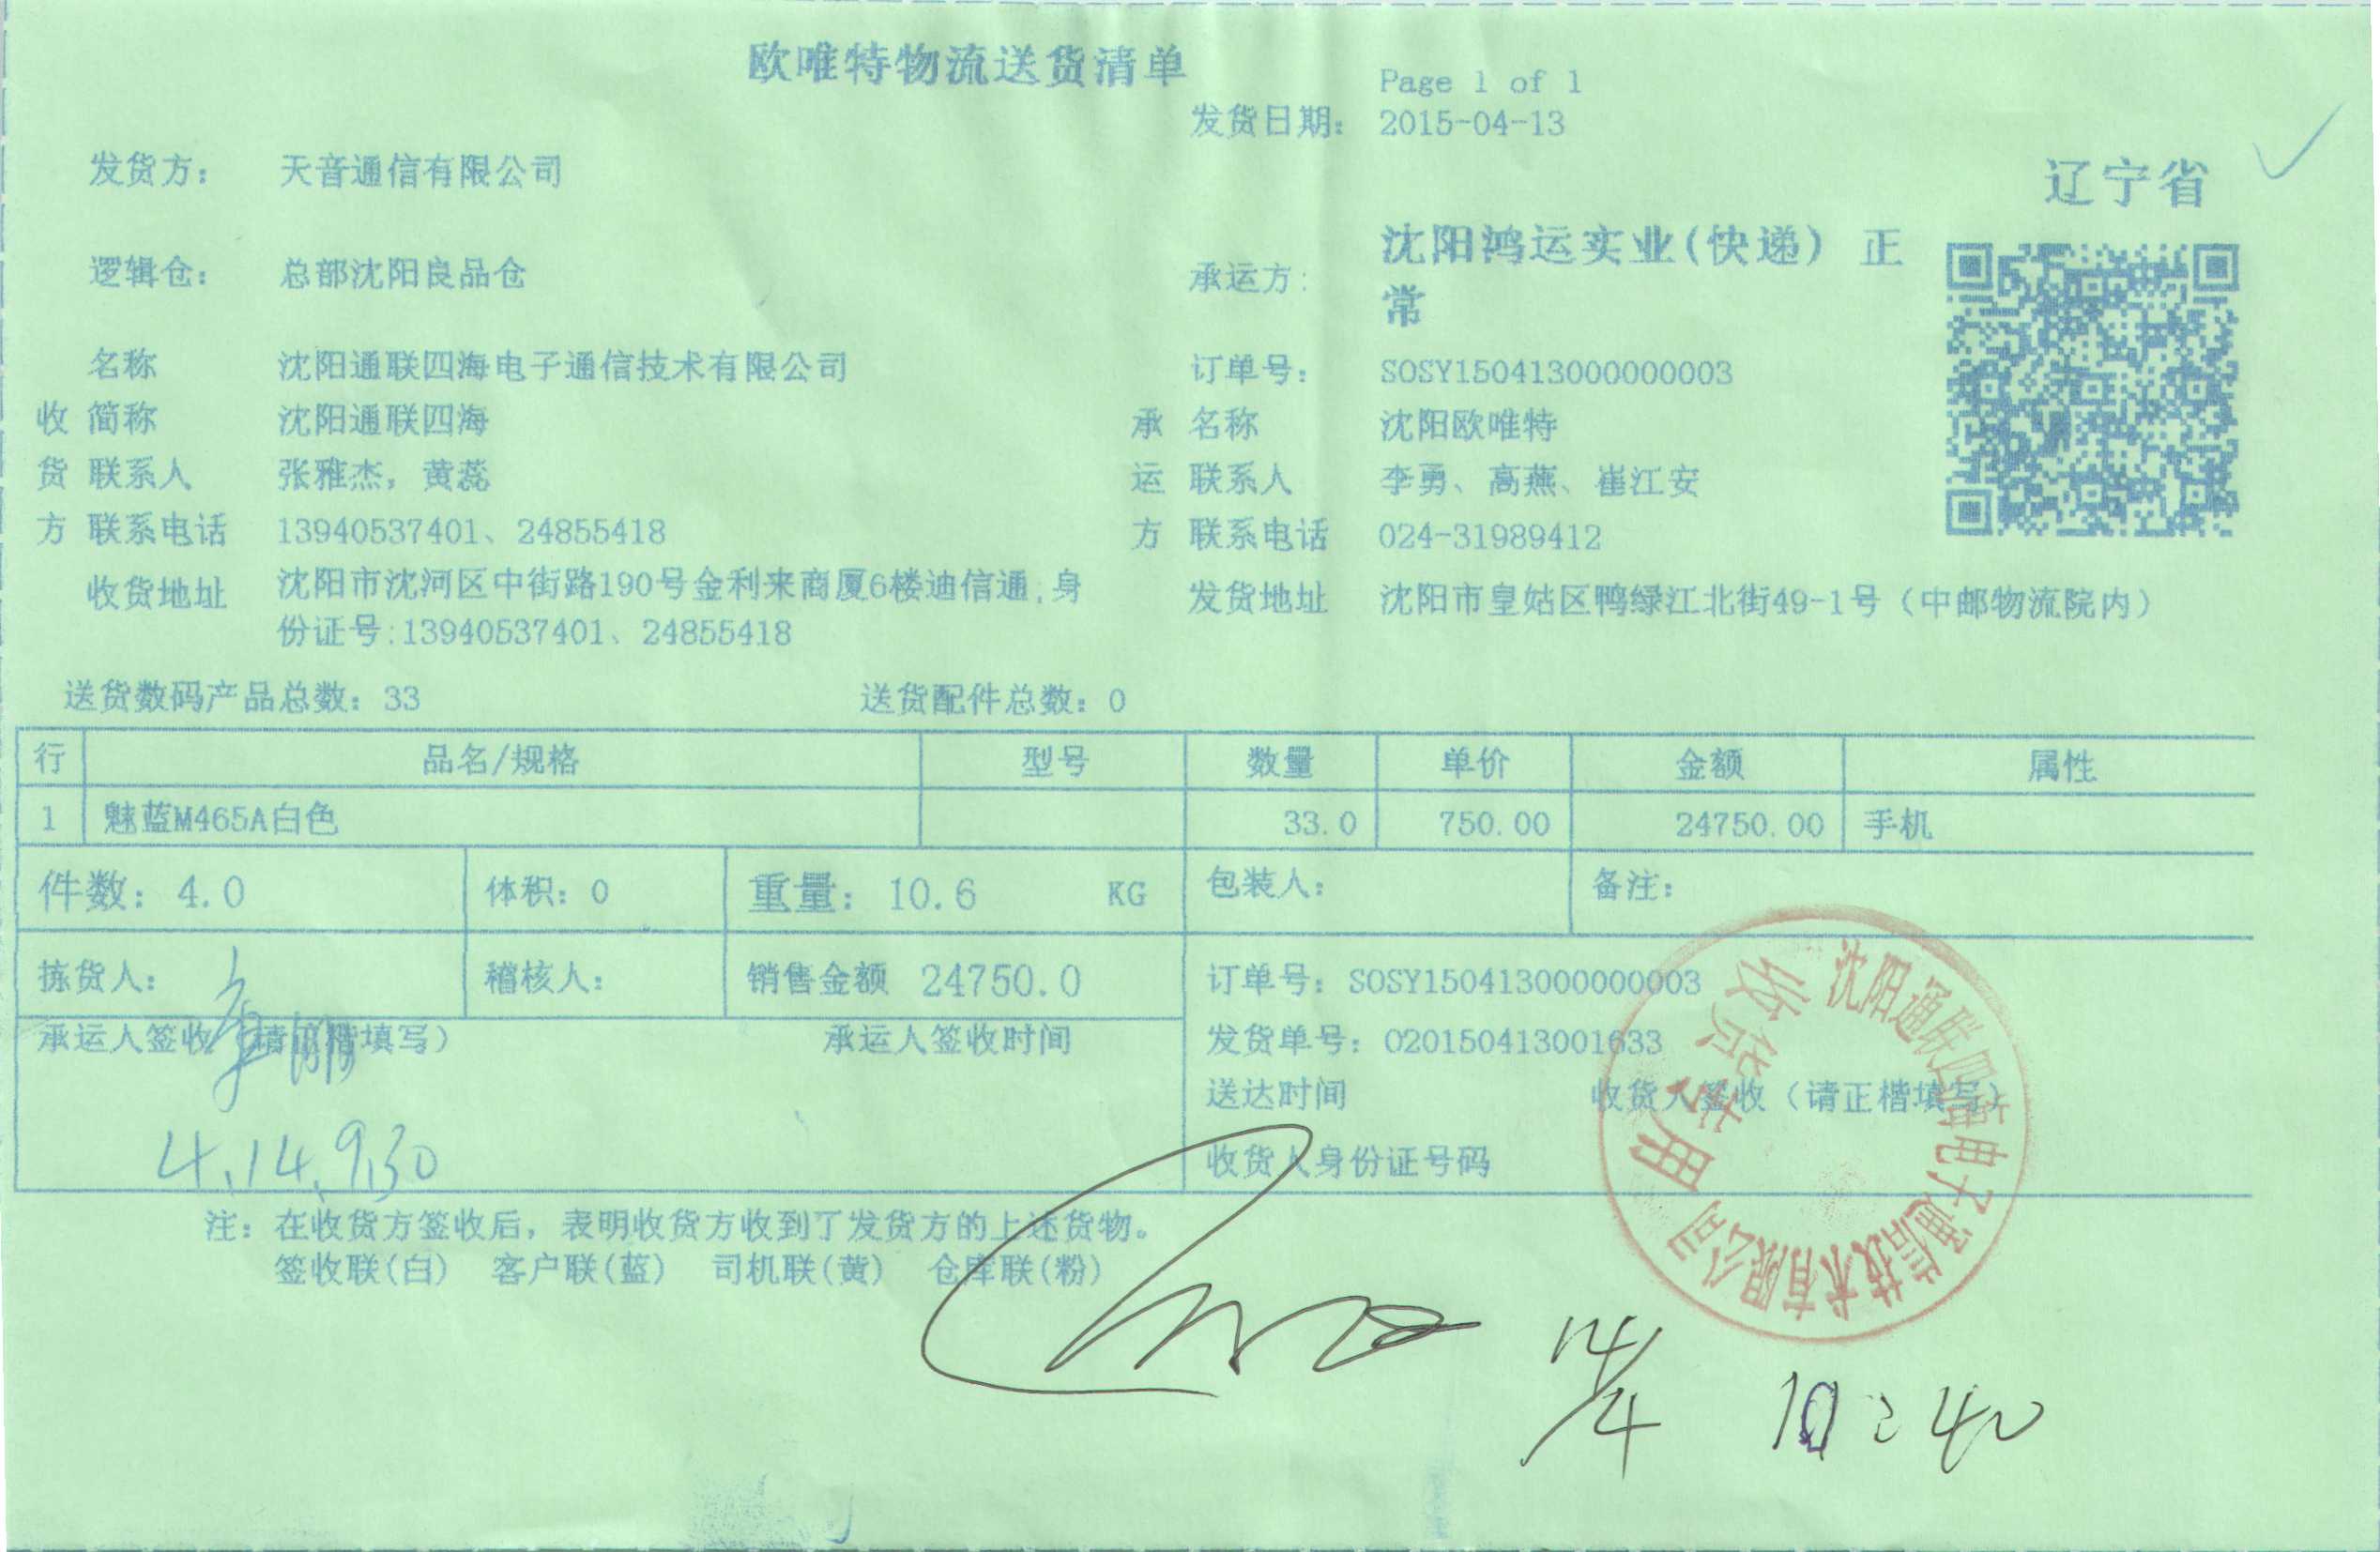 欧唯特物流送货清单
Page 1 of 1
发货日期： 2015-04-13
发货方： 天音通信有限公司
辽宁省
逻辑仓： 总部沈阳良品仓
承运方： 沈阳鸿运实业(快递) 正
常
名称 沈阳通联四海电子通信技术有限公司
订单号： SOSY150413000000003
收 简称 沈阳通联四海
承 名称 沈阳欧唯特
货 联系人 张雅杰，黄蕊
运 联系人 李勇、高燕、崔江安
方 联系电话 13940537401、24855418
方 联系电话 024-31989412
收货地址 沈阳市沈河区中街路190号金利来商厦6楼迪信通,身
份证号:13940537401、24855418
发货地址 沈阳市皇姑区鸭绿江北街49-1号（中邮物流院内）
送货数码产品总数：33 送货配件总数：0
行 品名/规格 型号 数量 单价 金额 属性
1 魅蓝M465A白色 33.0 750.00 24750.00 手机
件数：4.0 体积：0 重量：10.6 KG 包装人： 备注：
拣货人： 稽核人： 销售金额 24750.0 订单号：SOSY150413000000003
承运人签收（请正楷填写） 承运人签收时间 发货单号：020150413001633
送达时间 收货人签收（请正楷填写）
4.14.9.30
收货人身份证号码
注：在收货方签收后，表明收货方收到了发货方的上述货物。
签收联(白) 客户联(蓝) 司机联(黄) 仓库联(粉)
沈阳通联四海电子通信技术有限公司
收货专用
14/4 10:40